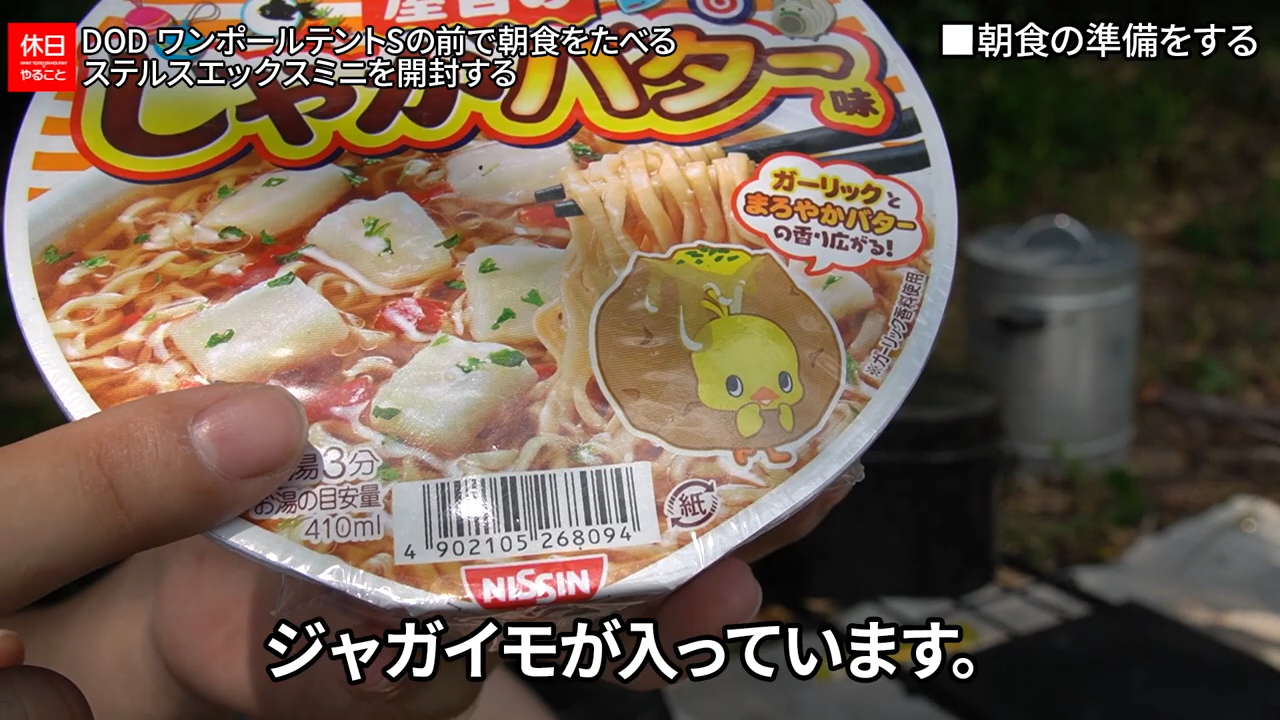 休日
やること
DOD ワンポールテントSの前で朝食をたべる
ステルスエックスミニを開封する
■朝食の準備をする
屋台の
じゃがバター味
ガーリックと
まろやかバター
の香り広がる!
※ガーリック香料使用
湯3分
お湯の目安量
410ml
4 902105 268094
紙
NISSIN
ジャガイモが入っています。